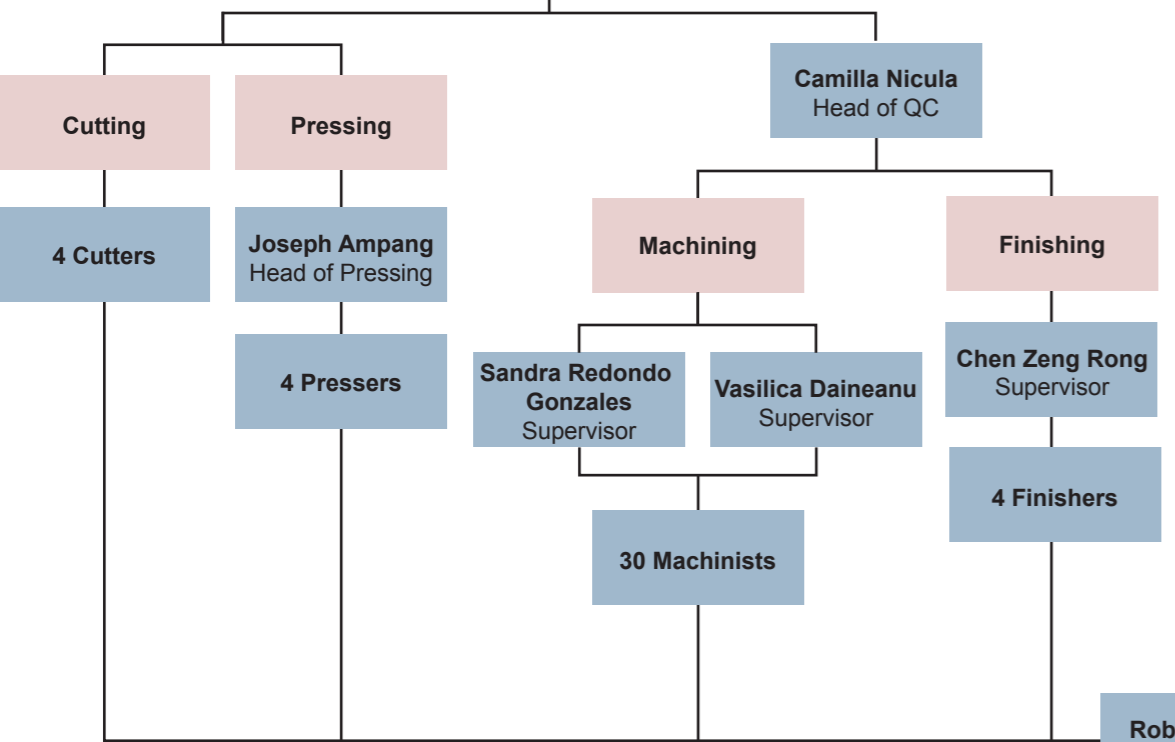 Camilla Nicula
Head of QC
Cutting
Pressing
4 Cutters
Joseph Ampang
Head of Pressing
4 Pressers
Machining
Finishing
Sandra Redondo
Gonzales
Supervisor
Vasilica Daineanu
Supervisor
Chen Zeng Rong
Supervisor
4 Finishers
30 Machinists
Rob